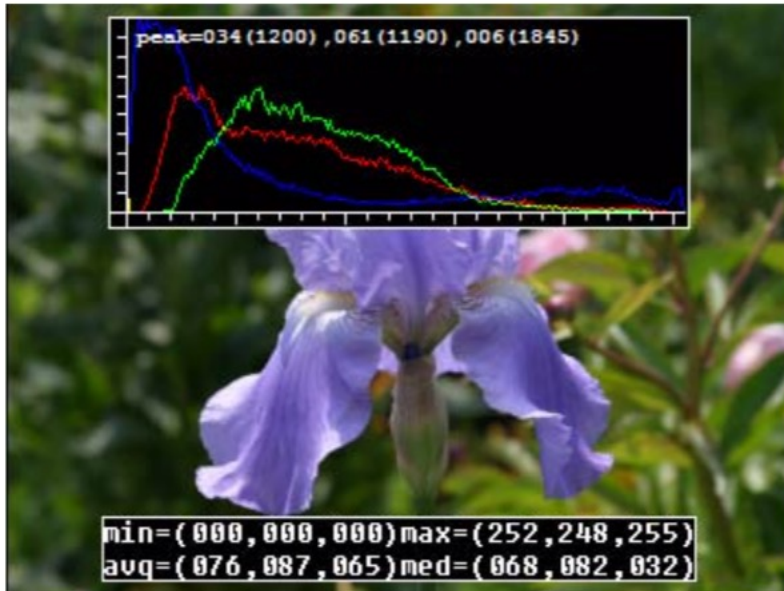 peak=034(1200),061(1190),006(1845)
min=(000,000,000)max=(252,248,255)
avg=(076,087,065)med=(068,082,032)